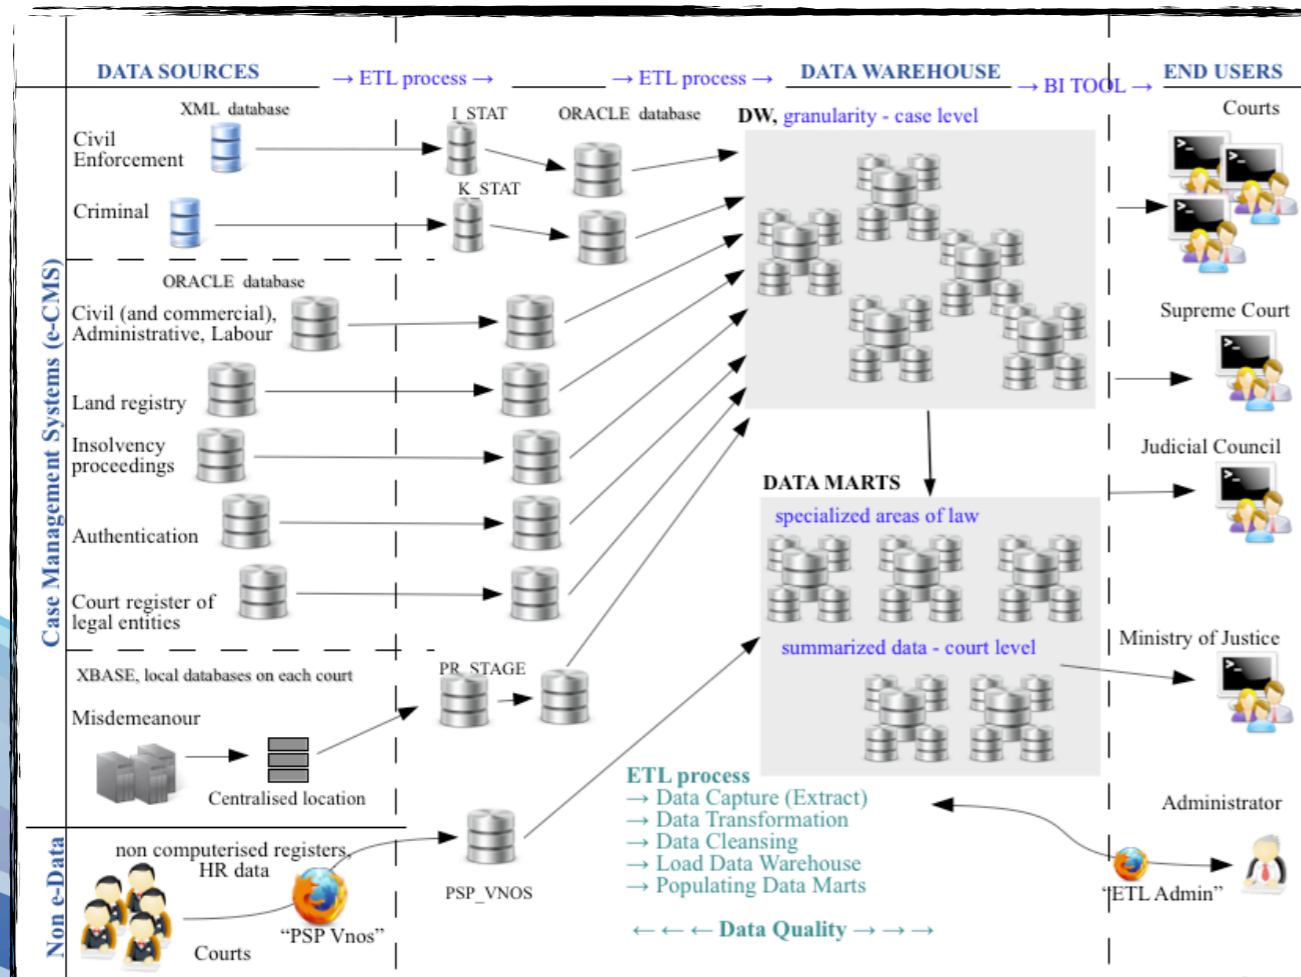 DATA SOURCES
→ ETL process →
→ ETL process →
DATA WAREHOUSE
→ BI TOOL →
END USERS
Case Management Systems (e-CMS)
XML database
Civil
Enforcement
Criminal
I_STAT
K_STAT
ORACLE database
ORACLE database
Civil (and commercial),
Administrative, Labour
Land registry
Insolvency
proceedings
Authentication
Court register of
legal entities
XBASE, local databases on each court
Misdemeanour
Centralised location
PR_STAGE
Non e-Data
non computerised registers,
HR data
"PSP Vnos"
Courts
PSP_VNOS
DW, granularity - case level
DATA MARTS
specialized areas of law
summarized data - court level
ETL process
→ Data Capture (Extract)
→ Data Transformation
→ Data Cleansing
→ Load Data Warehouse
→ Populating Data Marts
← ← ← Data Quality → → →
Courts
>_
>_
>_
Supreme Court
>_
Judicial Council
>_
Ministry of Justice
>_
Administrator
"ETL Admin"